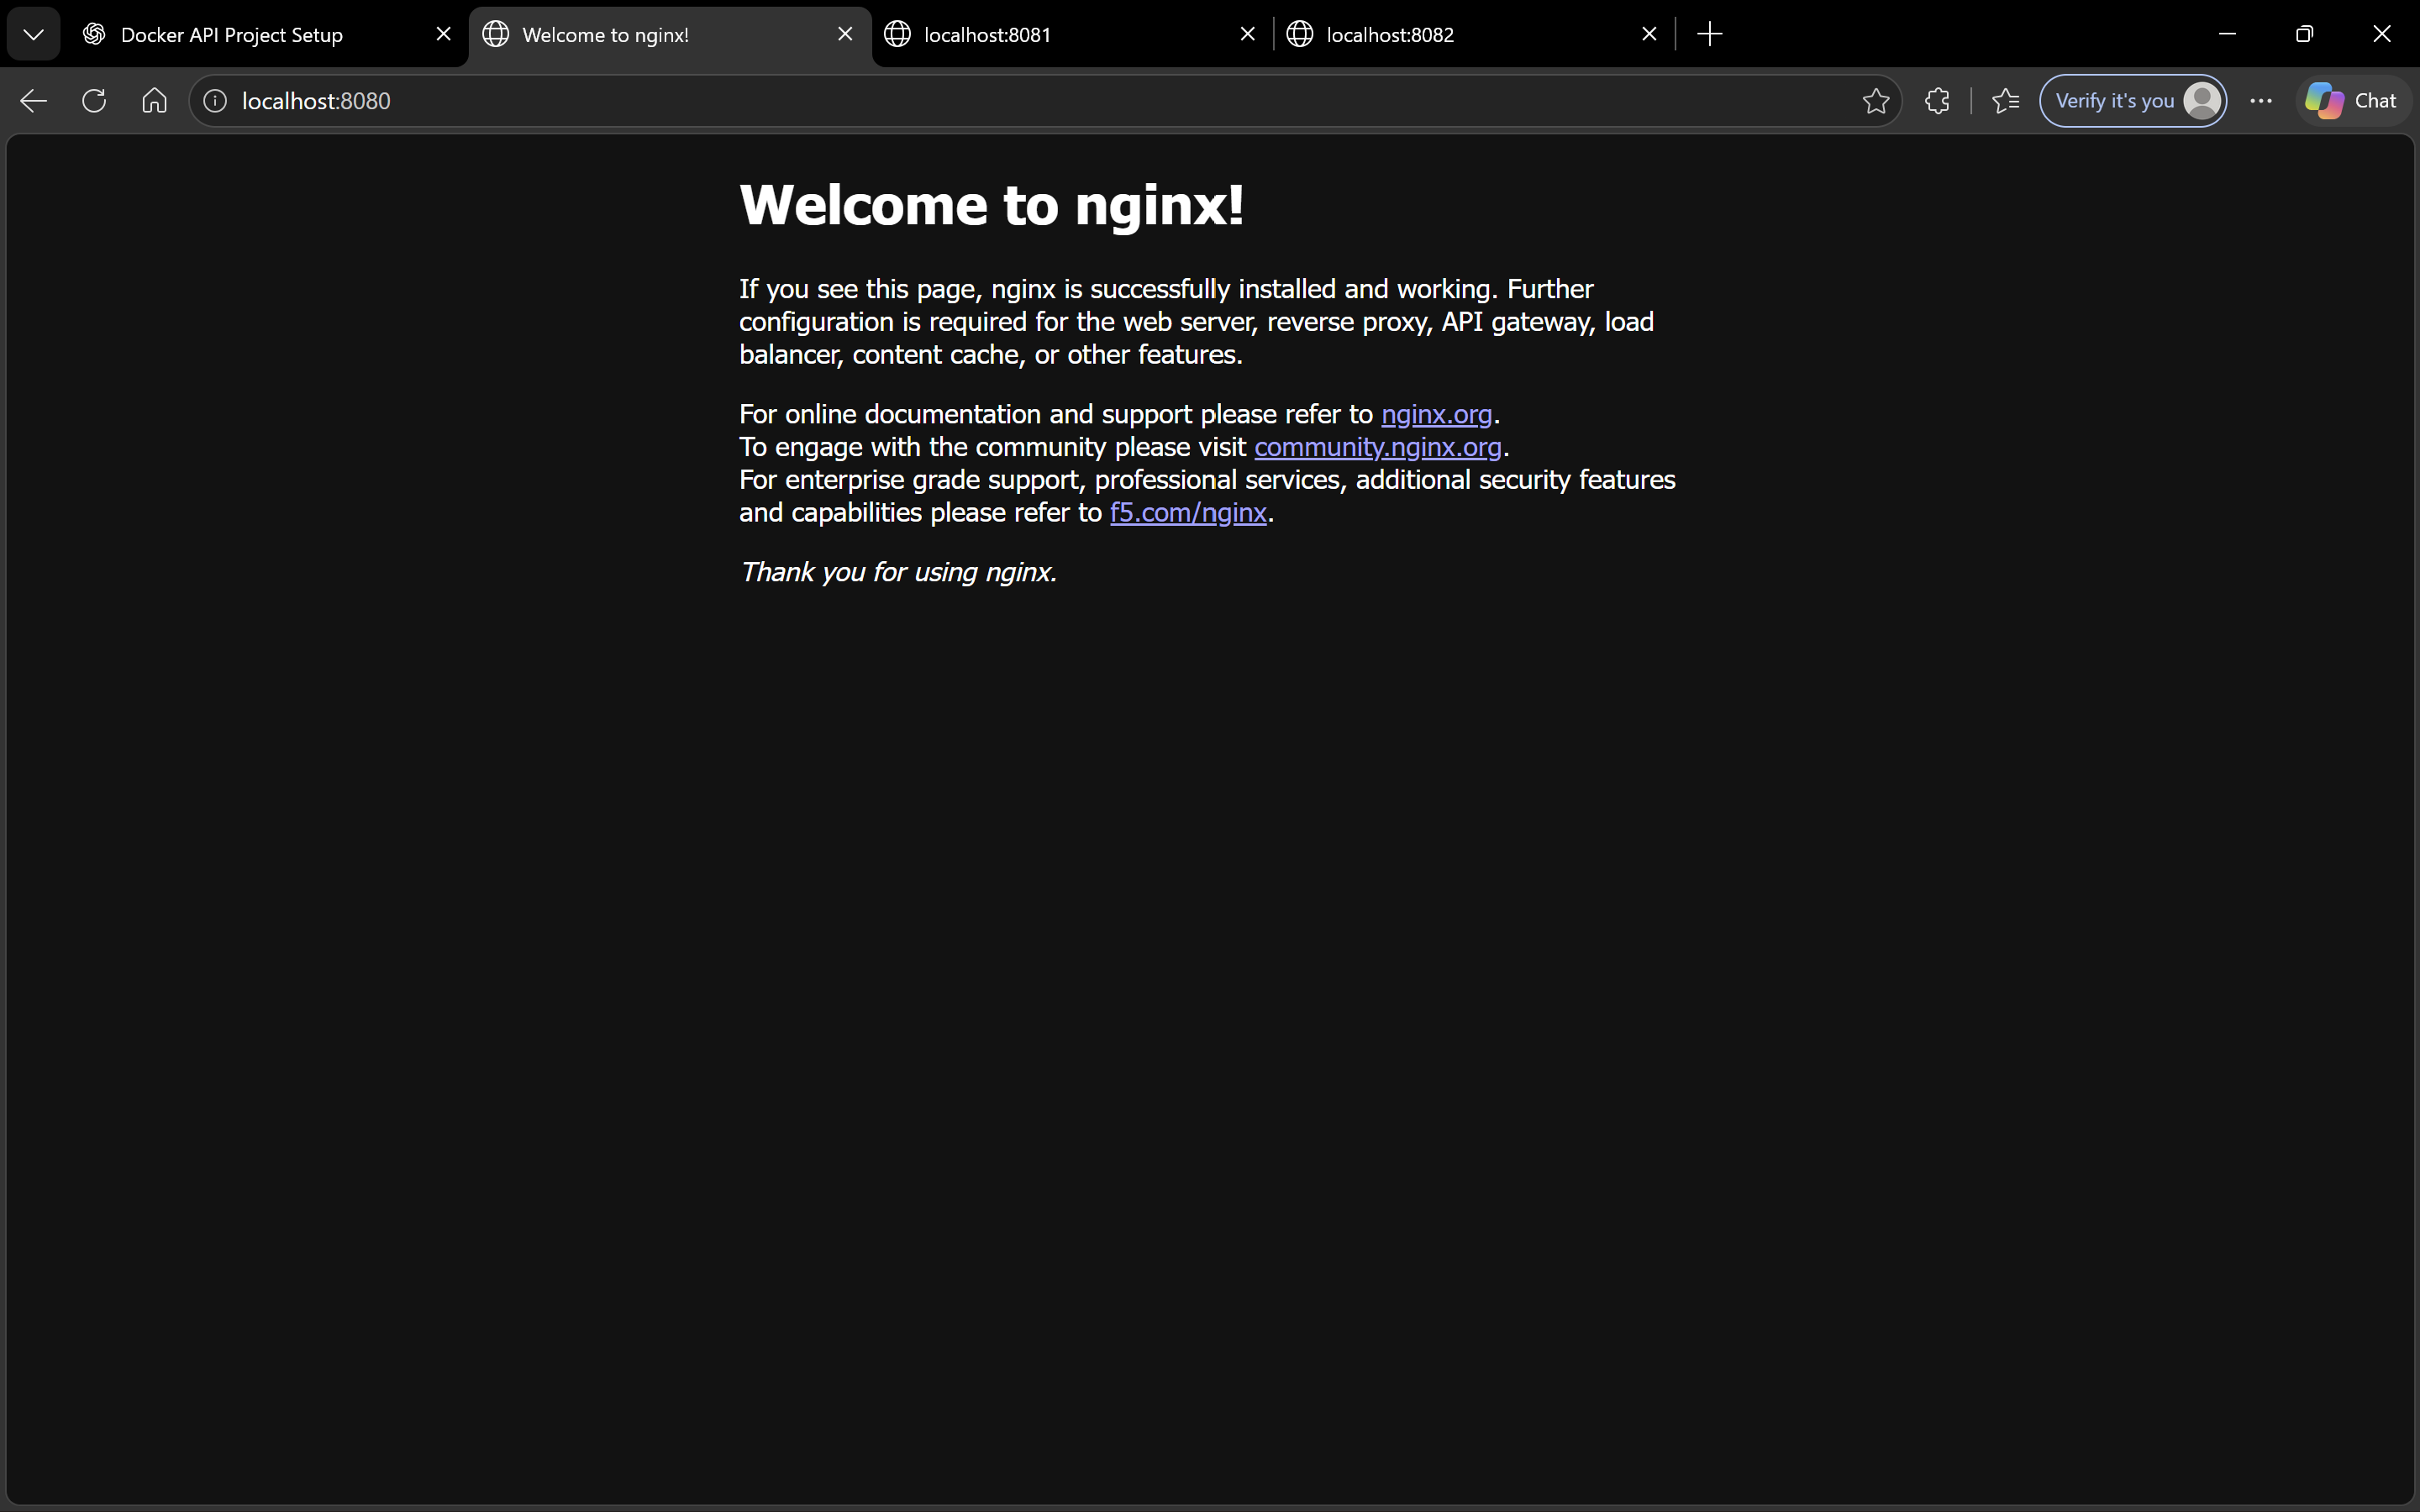 Docker API Project Setup
Welcome to nginx!
localhost:8081
localhost:8082
localhost:8080
Verify it's you
Chat
Welcome to nginx!
If you see this page, nginx is successfully installed and working. Further
configuration is required for the web server, reverse proxy, API gateway, load
balancer, content cache, or other features.
For online documentation and support please refer to nginx.org.
To engage with the community please visit community.nginx.org.
For enterprise grade support, professional services, additional security features
and capabilities please refer to f5.com/nginx.
Thank you for using nginx.